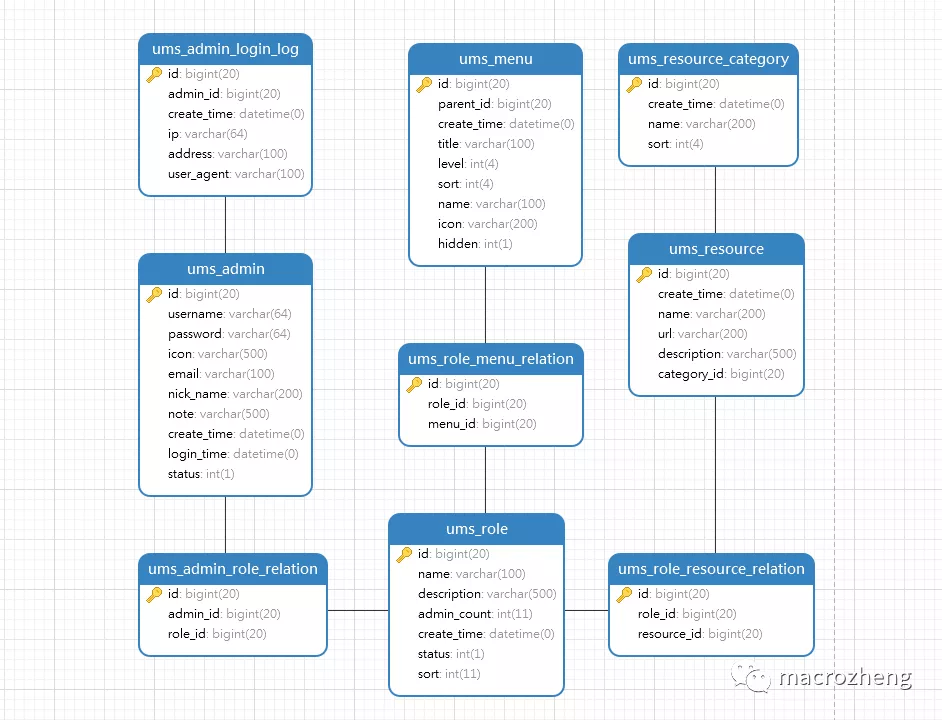 ums_admin_login_log
id: bigint(20)
admin_id: bigint(20)
create_time: datetime(0)
ip: varchar(64)
address: varchar(100)
user_agent: varchar(100)
ums_menu
id: bigint(20)
parent_id: bigint(20)
create_time: datetime(0)
title: varchar(100)
level: int(4)
sort: int(4)
name: varchar(100)
icon: varchar(200)
hidden: int(1)
ums_resource_category
id: bigint(20)
create_time: datetime(0)
name: varchar(200)
sort: int(4)
ums_admin
id: bigint(20)
username: varchar(64)
password: varchar(64)
icon: varchar(500)
email: varchar(100)
nick_name: varchar(200)
note: varchar(500)
create_time: datetime(0)
login_time: datetime(0)
status: int(1)
ums_resource
id: bigint(20)
create_time: datetime(0)
name: varchar(200)
url: varchar(200)
description: varchar(500)
category_id: bigint(20)
ums_role_menu_relation
id: bigint(20)
role_id: bigint(20)
menu_id: bigint(20)
ums_admin_role_relation
id: bigint(20)
admin_id: bigint(20)
role_id: bigint(20)
ums_role
id: bigint(20)
name: varchar(100)
description: varchar(500)
admin_count: int(11)
create_time: datetime(0)
status: int(1)
sort: int(11)
ums_role_resource_relation
id: bigint(20)
role_id: bigint(20)
resource_id: bigint(20)
macrozheng